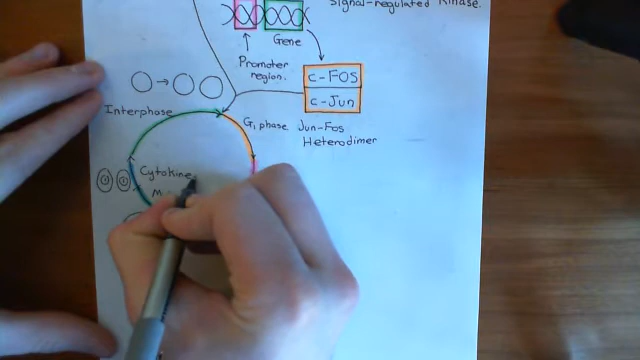 signal-regulated Kinase.
Gene
Promoter
region.
c-FOS
c-Jun
Interphase
G₁ phase Jun-Fos
Heterodimer
Cytokine
M